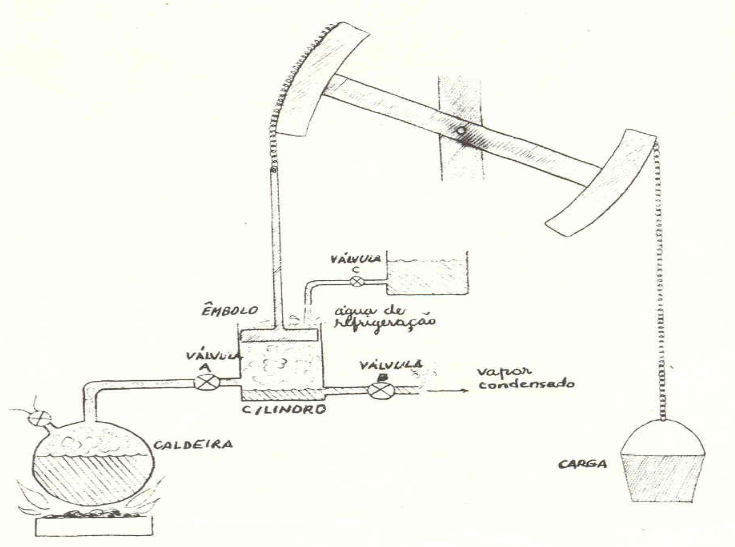 VÁLVULA
C
ÊMBOLO
água de
refrigeração
VÁLVULA
A
VÁLVULA
B
vapor
condensado
CILINDRO
CALDEIRA
CARGA